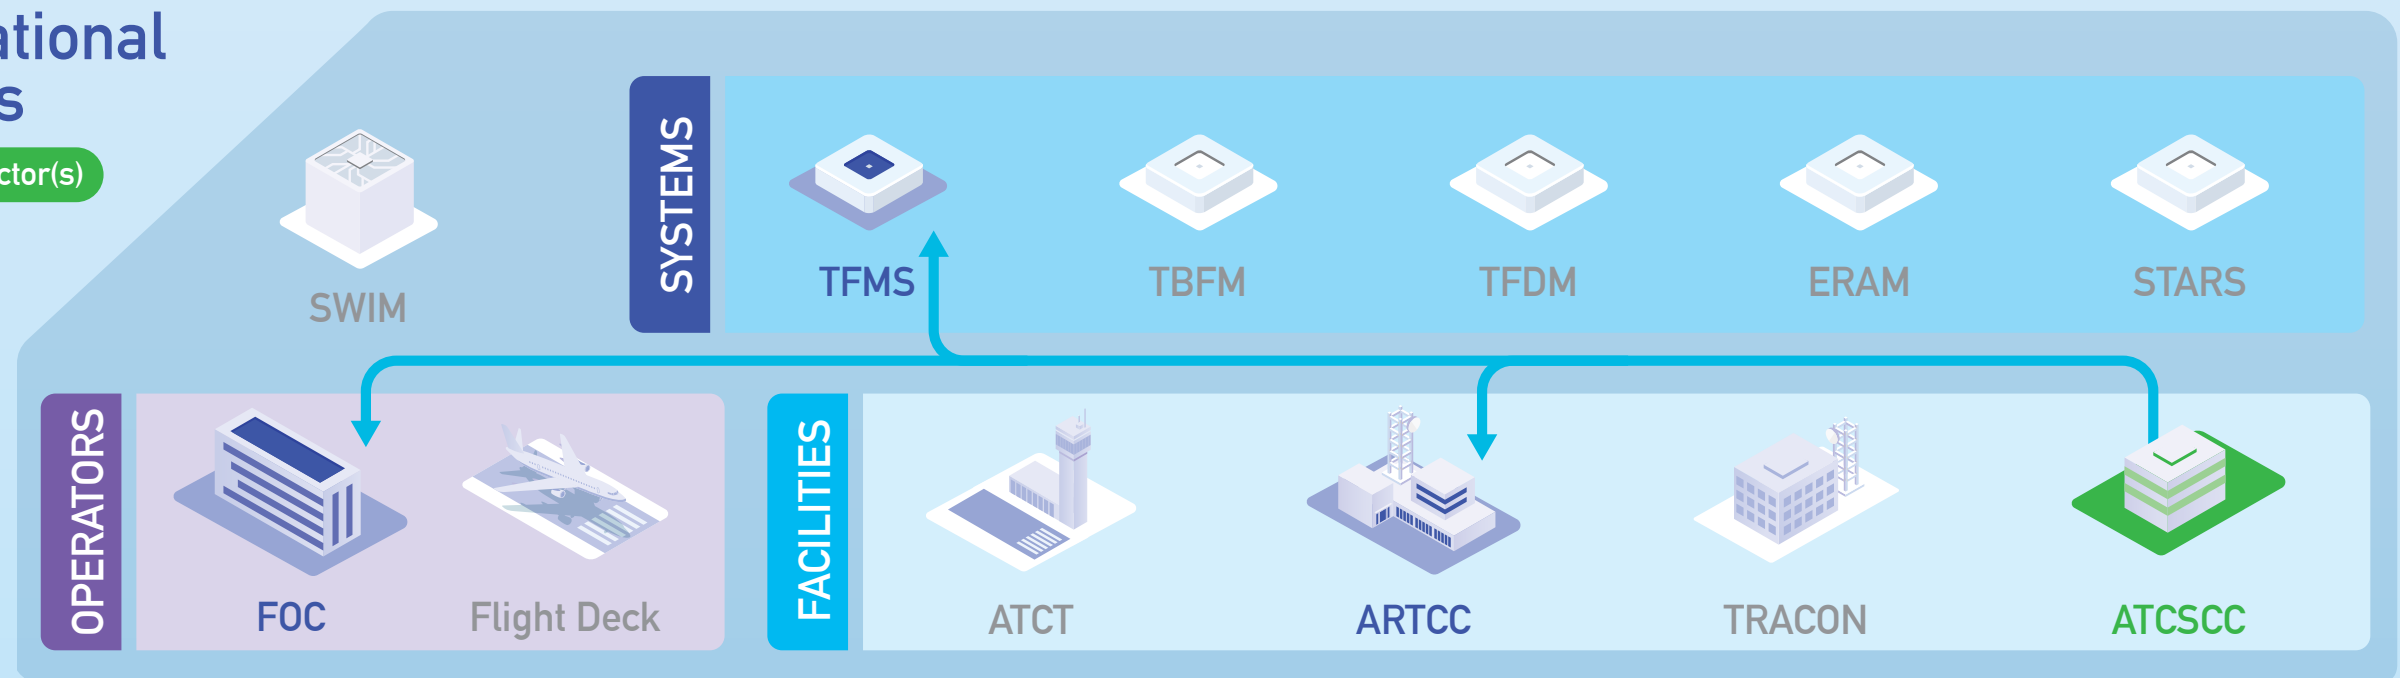 ational
s
ctor(s)
SYSTEMS
SWIM
TFMS
TBFM
TFDM
ERAM
STARS
OPERATORS
FOC
Flight Deck
FACILITIES
ATCT
ARTCC
TRACON
ATCSCC